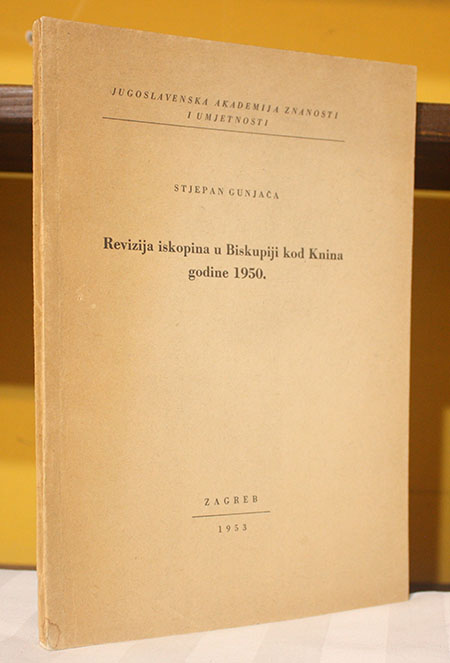 JUGOSLAVENSKA AKADEMIJA ZNANOSTI
I UMJETNOSTI
STJEPAN GUNJAČA
Revizija iskopina u Biskupiji kod Knina
godine 1950.
ZAGREB
1953